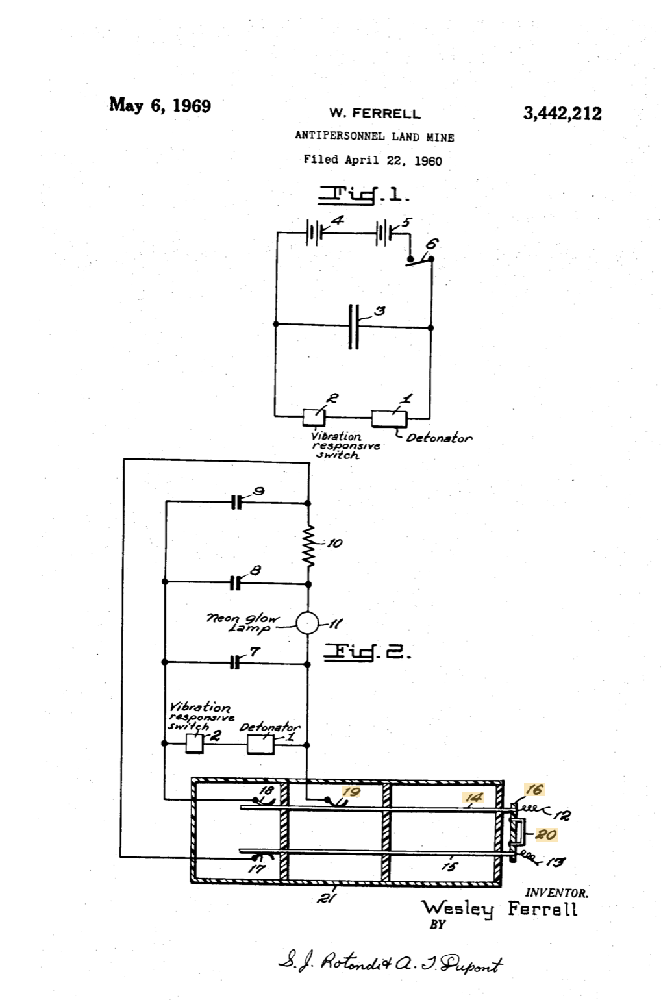 May 6, 1969
W. FERRELL
3,442,212
ANTIPERSONNEL LAND MINE
Filed April 22, 1960
Fig. 1.
4
5
6
3
2
1
Vibration
responsive
switch
Detonator
9
10
8
Neon glow
Lamp
11
Fig. 2.
7
Vibration
responsive
switch
2
Detonator
1
18
19
14
16
12
20
17
15
13
21
INVENTOR.
Wesley Ferrell
BY
S. J. Rotondi & A. T. Dupont